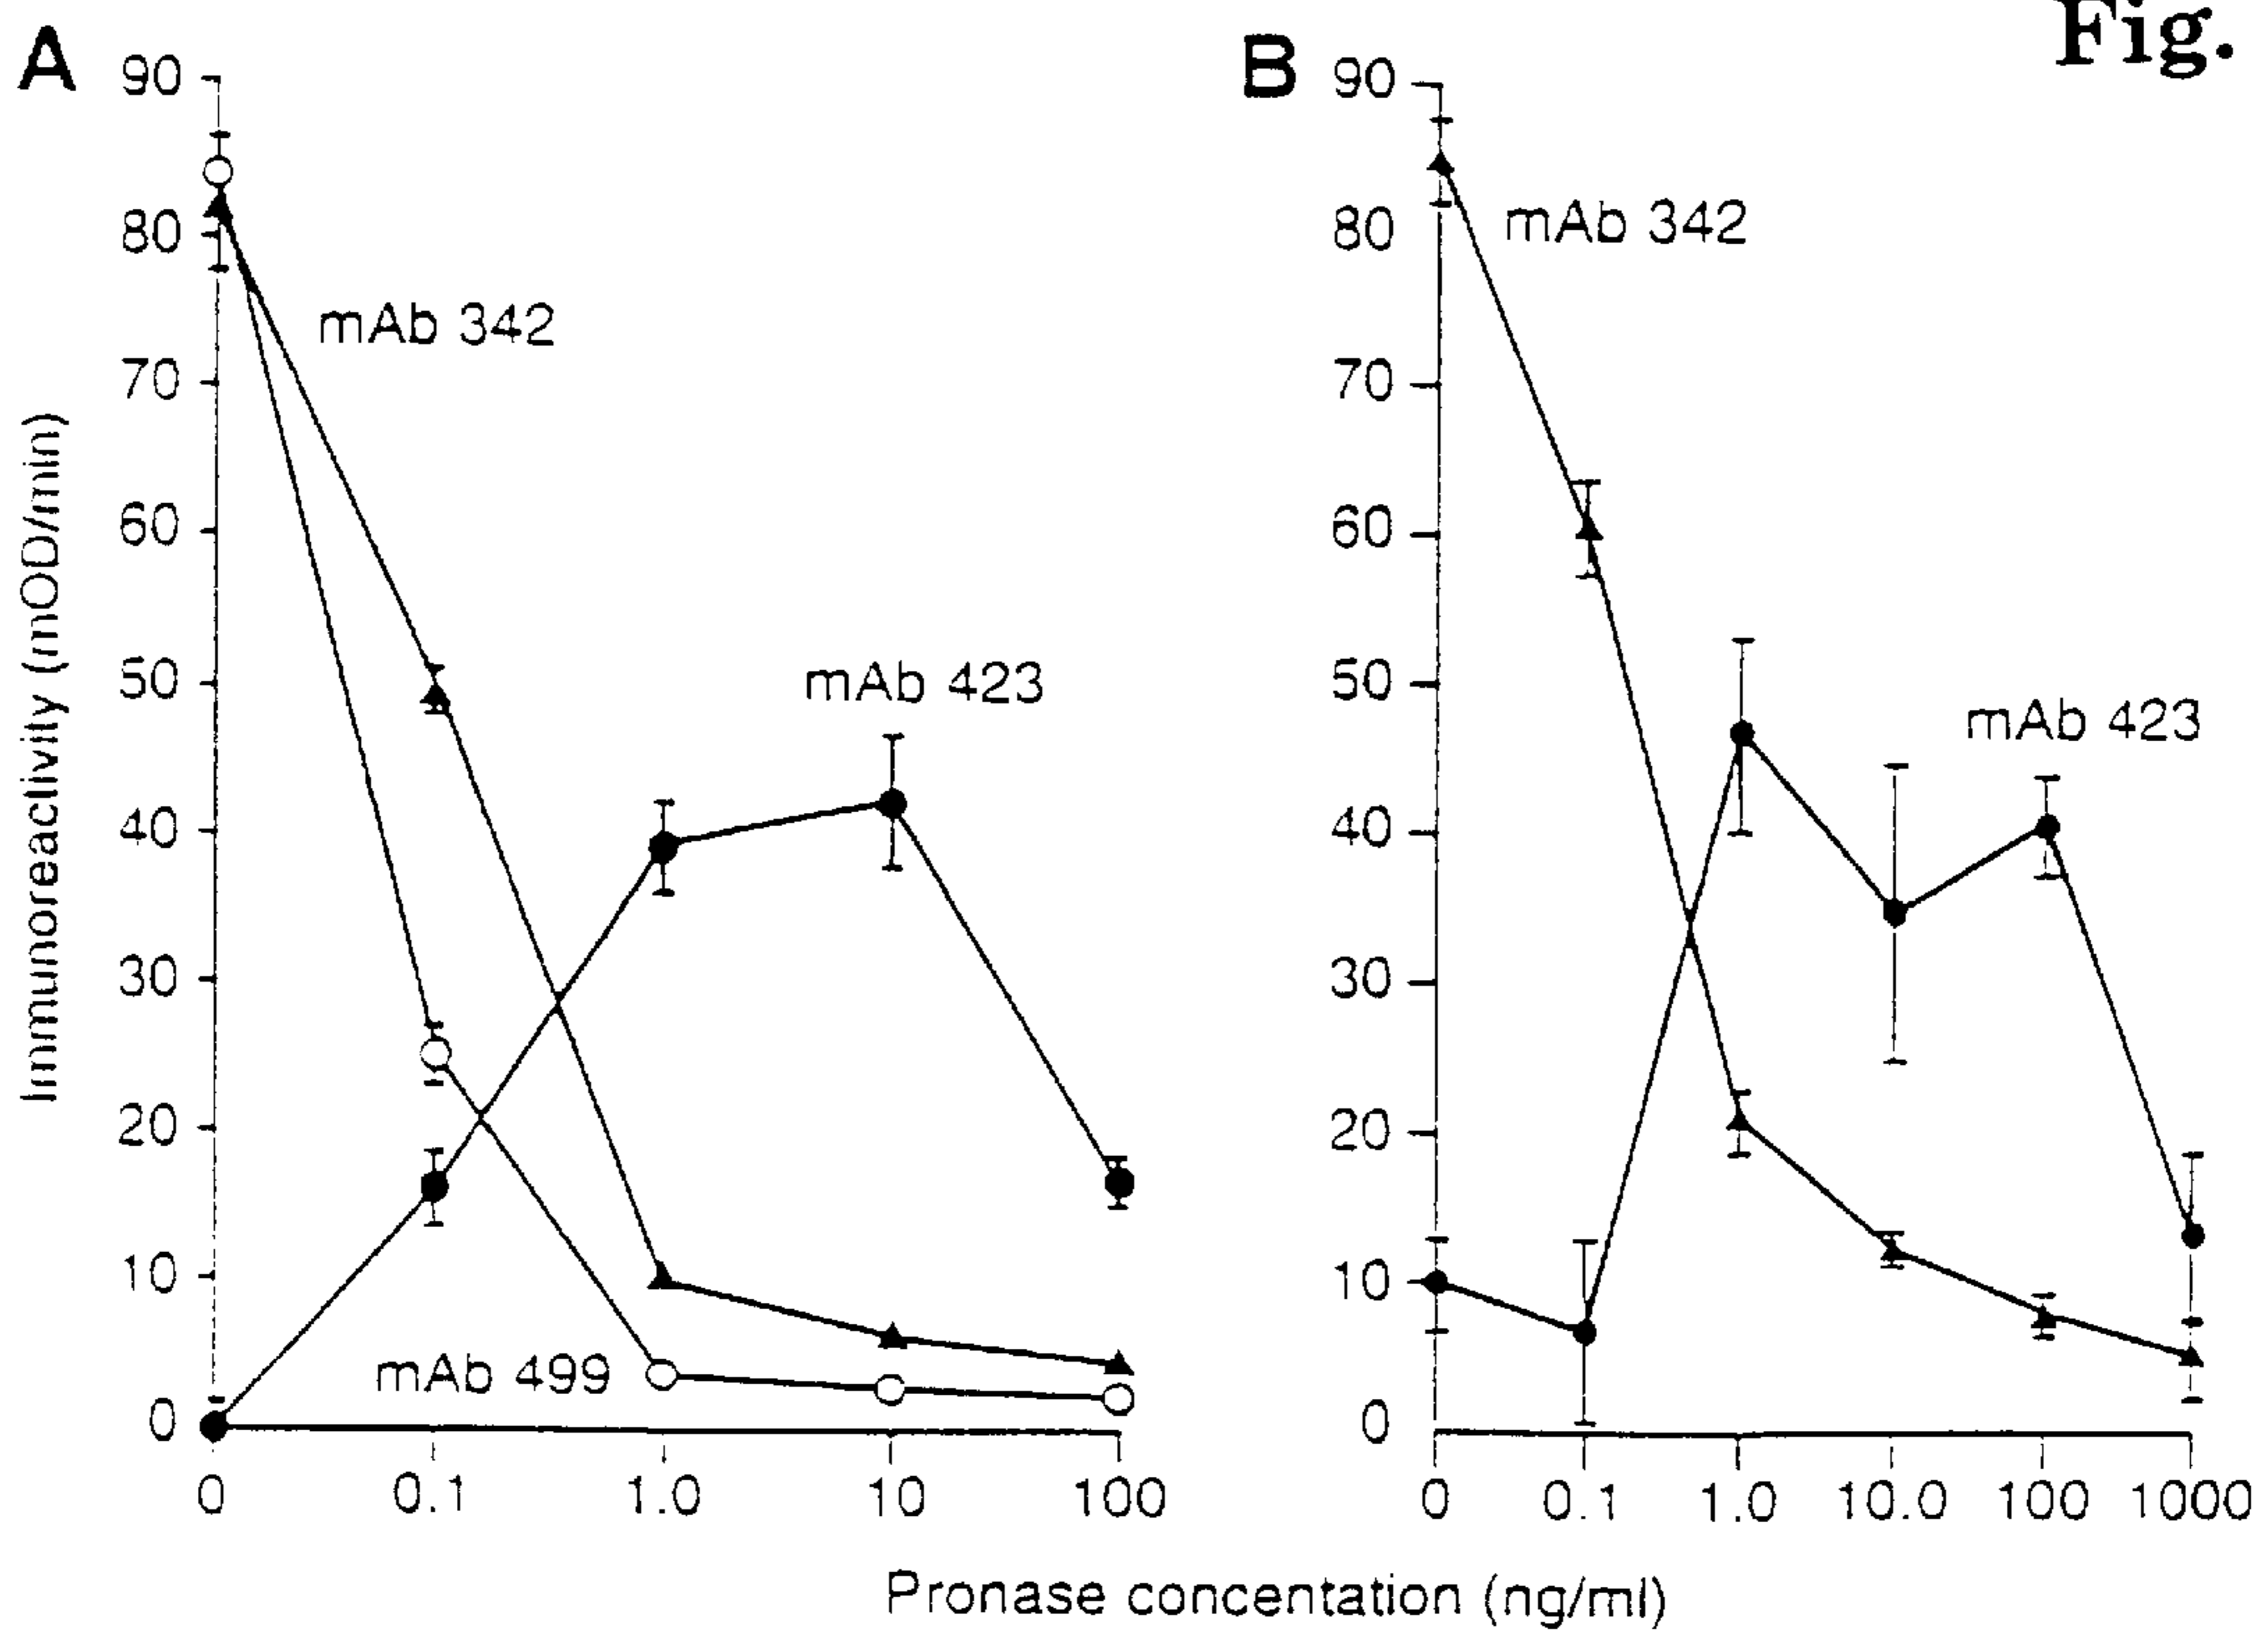 Fig.
A
B
90
80
70
60
50
40
30
20
10
0
Immunoreactivity (mOD/min)
mAb 342
mAb 423
mAb 499
0 0.1 1.0 10 100
90
80
70
60
50
40
30
20
10
0
mAb 342
mAb 423
0 0.1 1.0 10.0 100 1000
Pronase concentation (ng/ml)